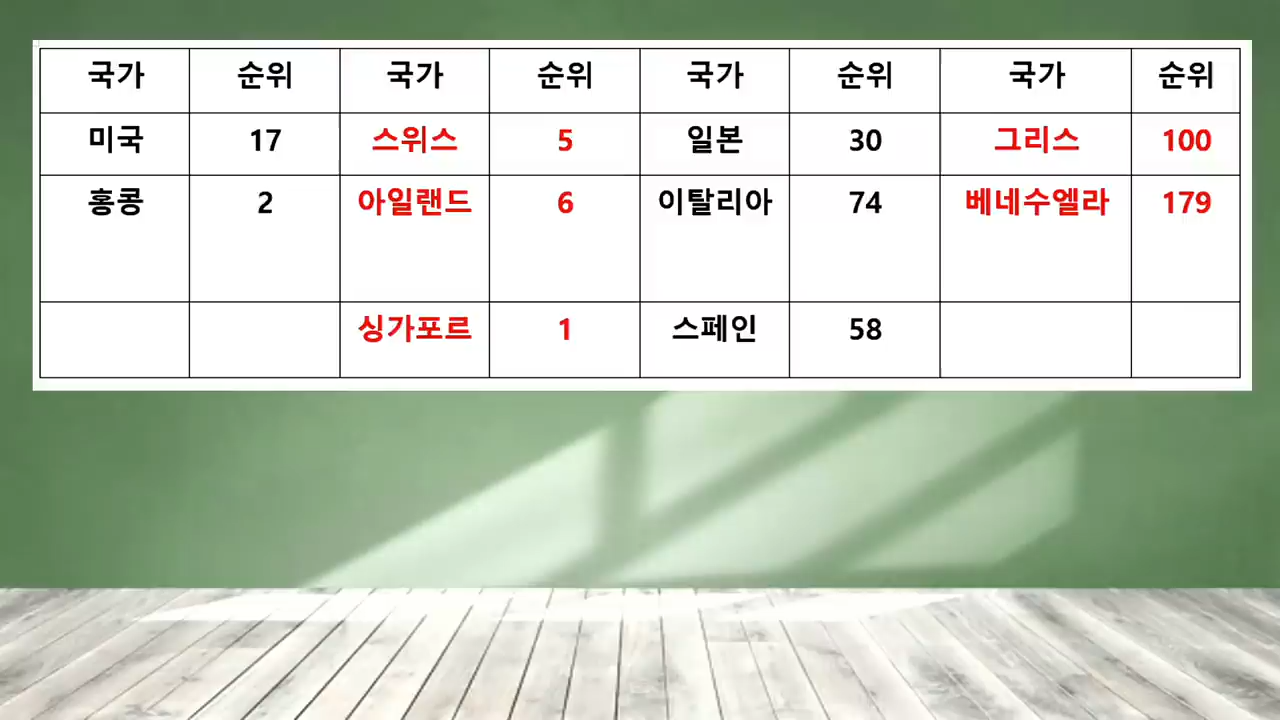 국가 순위 국가 순위 국가 순위 국가 순위
미국 17 스위스 5 일본 30 그리스 100
홍콩 2 아일랜드 6 이탈리아 74 베네수엘라 179
싱가포르 1 스페인 58